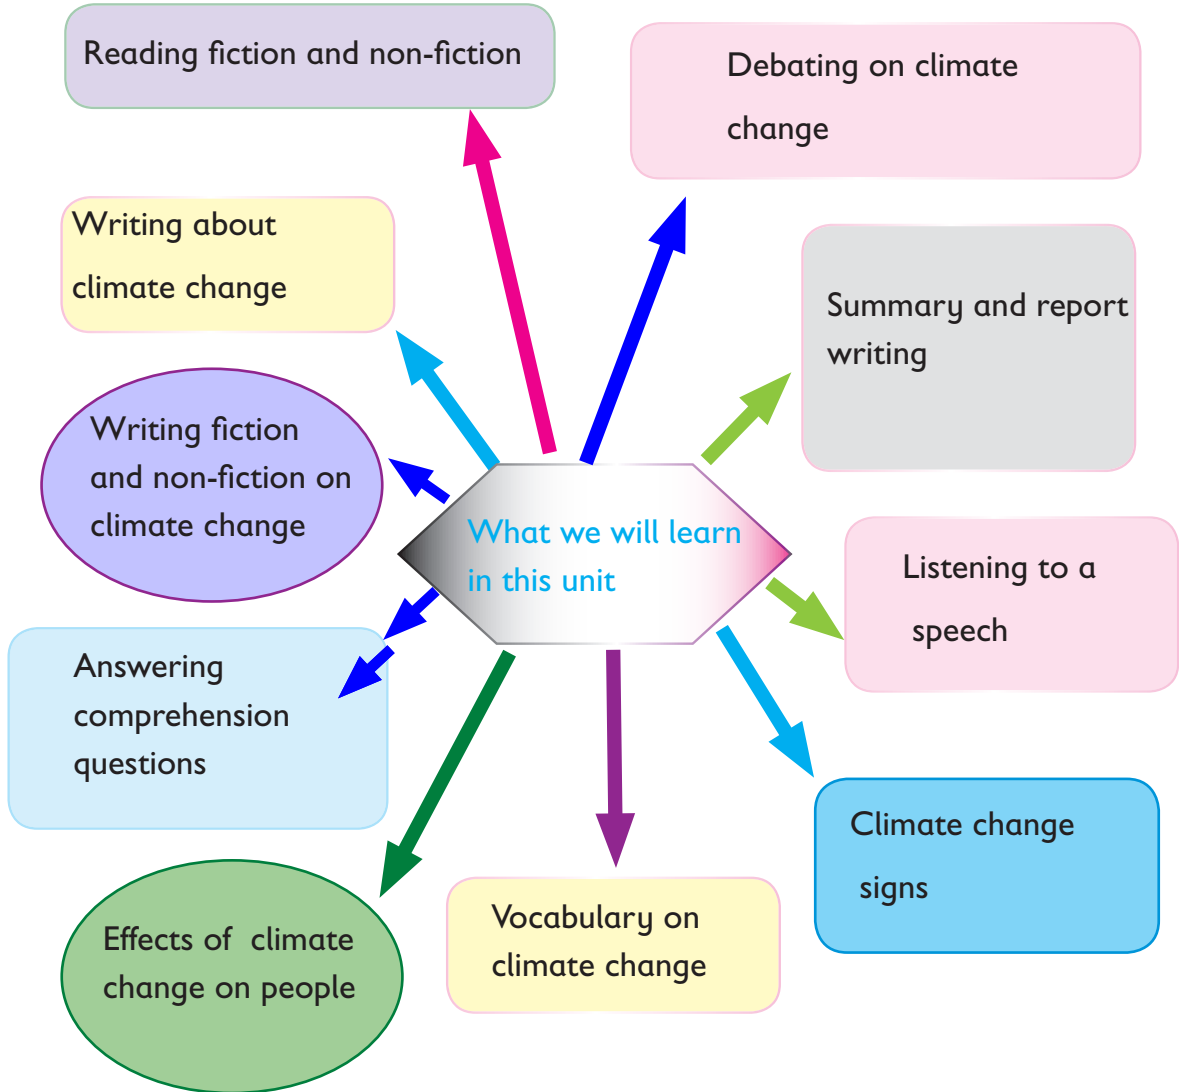 Reading fiction and non-fiction
Debating on climate
change
Writing about
climate change
Summary and report
writing
Writing fiction
and non-fiction on
climate change
What we will learn
in this unit
Listening to a
speech
Answering
comprehension
questions
Climate change
signs
Effects of climate
change on people
Vocabulary on
climate change